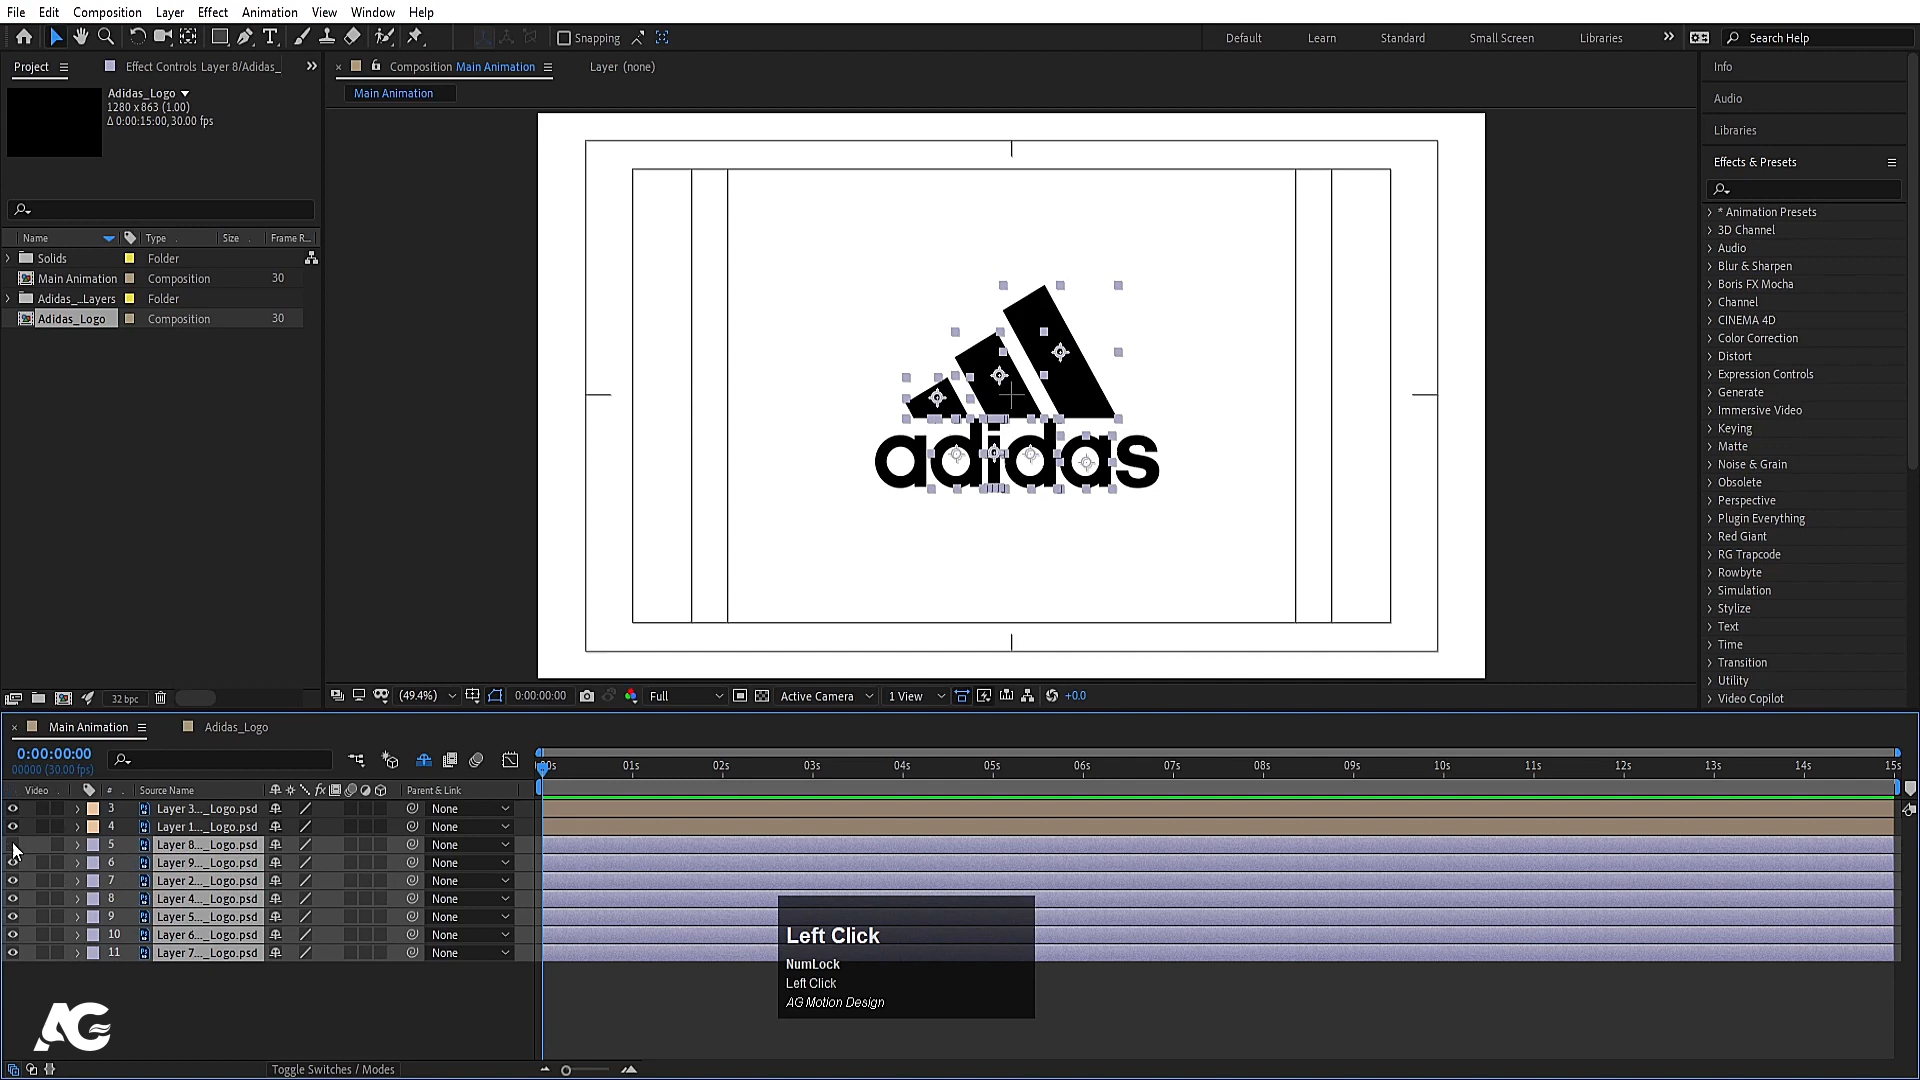 File Edit Composition Layer Effect Animation View Window Help
Snapping
Default Learn Standard Small Screen Libraries
Search Help
Project
Effect Controls Layer 8/Adidas_
Composition Main Animation
Layer (none)
Main Animation
Adidas_Logo
1280 x 863 (1.00)
Δ 0:00:15:00, 30.00 fps
Name Type Size Frame R...
Solids Folder
Main Animation Composition 30
Adidas_...Layers Folder
Adidas_Logo Composition 30
32 bpc
adidas
(49.4%) 0:00:00:00 Full Active Camera 1 View +0.0
Info
Audio
Libraries
Effects & Presets
* Animation Presets
3D Channel
Audio
Blur & Sharpen
Boris FX Mocha
Channel
CINEMA 4D
Color Correction
Distort
Expression Controls
Generate
Immersive Video
Keying
Matte
Noise & Grain
Obsolete
Perspective
Plugin Everything
Red Giant
RG Trapcode
Rowbyte
Simulation
Stylize
Text
Time
Transition
Utility
Video Copilot
Main Animation
Adidas_Logo
0:00:00:00
00000 (30.00 fps)
01s 02s 03s 04s 05s 06s 07s 08s 09s 10s 11s 12s 13s 14s 15s
Video # Source Name fx Parent & Link
3 Layer 3..._Logo.psd None
4 Layer 1..._Logo.psd None
5 Layer 8..._Logo.psd None
6 Layer 9..._Logo.psd None
7 Layer 2..._Logo.psd None
8 Layer 4..._Logo.psd None
9 Layer 5..._Logo.psd None
10 Layer 6..._Logo.psd None
11 Layer 7..._Logo.psd None
Left Click
NumLock
Left Click
AG Motion Design
AG
Toggle Switches / Modes